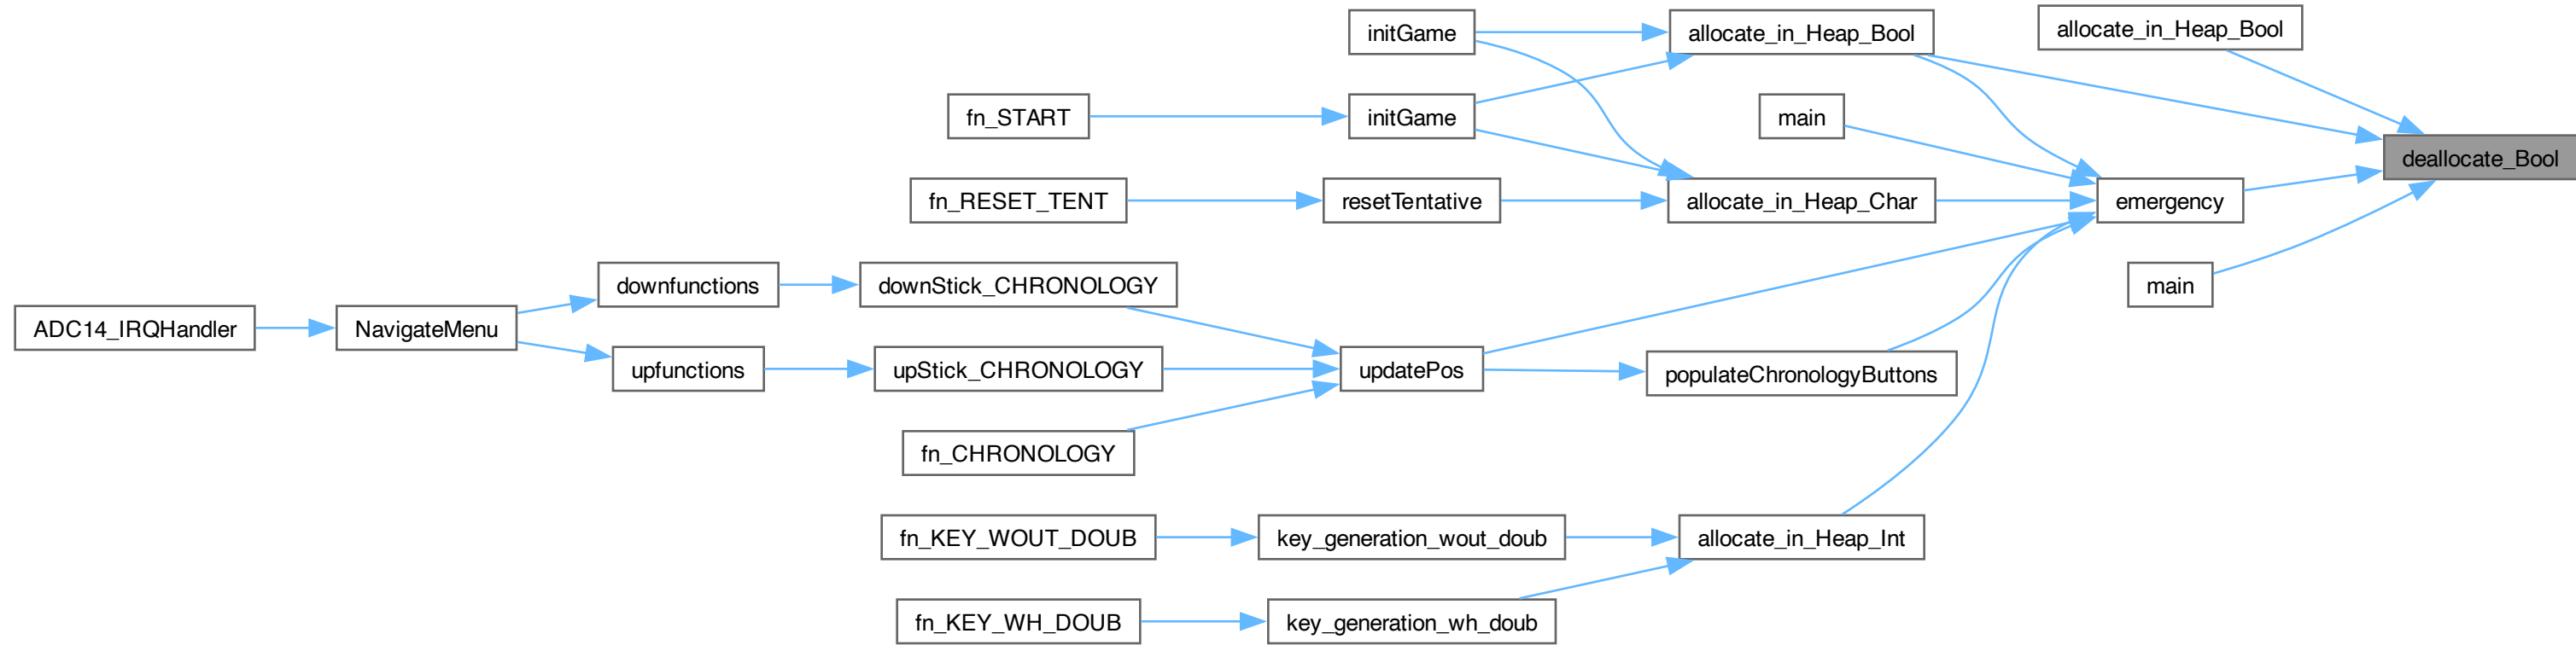 initGame
allocate_in_Heap_Bool
allocate_in_Heap_Bool
fn_START
initGame
main
deallocate_Bool
fn_RESET_TENT
resetTentative
allocate_in_Heap_Char
emergency
downfunctions
downStick_CHRONOLOGY
main
ADC14_IRQHandler
NavigateMenu
upfunctions
upStick_CHRONOLOGY
updatePos
populateChronologyButtons
fn_CHRONOLOGY
fn_KEY_WOUT_DOUB
key_generation_wout_doub
allocate_in_Heap_Int
fn_KEY_WH_DOUB
key_generation_wh_doub